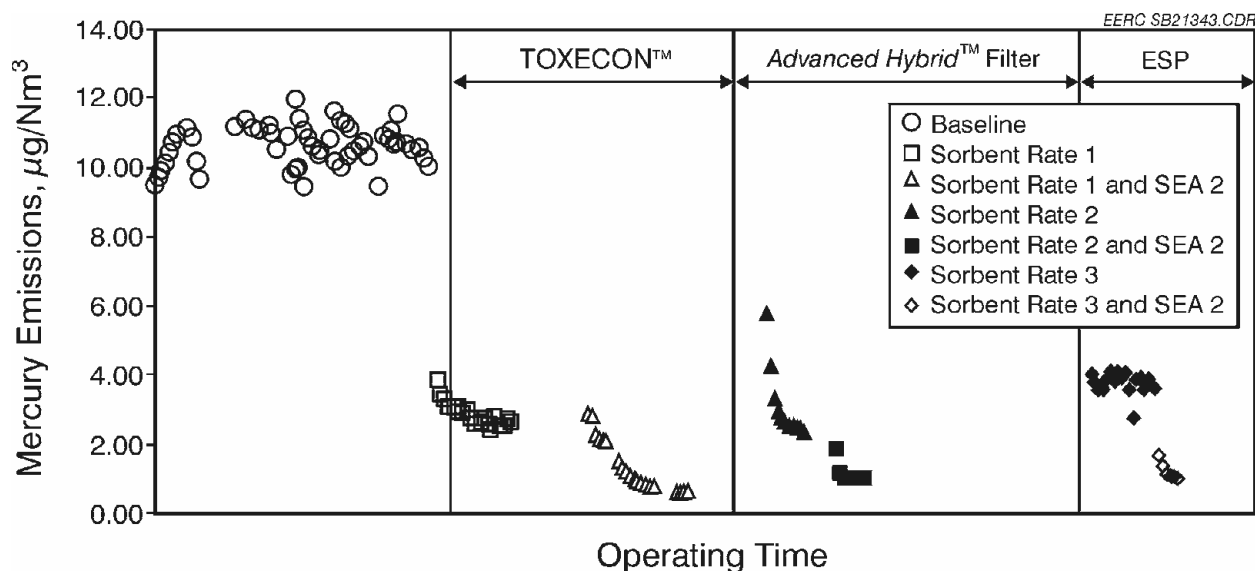 EERC SB21343.CDR
14.00
12.00
10.00
8.00
6.00
4.00
2.00
0.00
Mercury Emissions, µg/Nm³
TOXECON™
Advanced Hybrid™ Filter
ESP
Baseline
Sorbent Rate 1
Sorbent Rate 1 and SEA 2
Sorbent Rate 2
Sorbent Rate 2 and SEA 2
Sorbent Rate 3
Sorbent Rate 3 and SEA 2
Operating Time